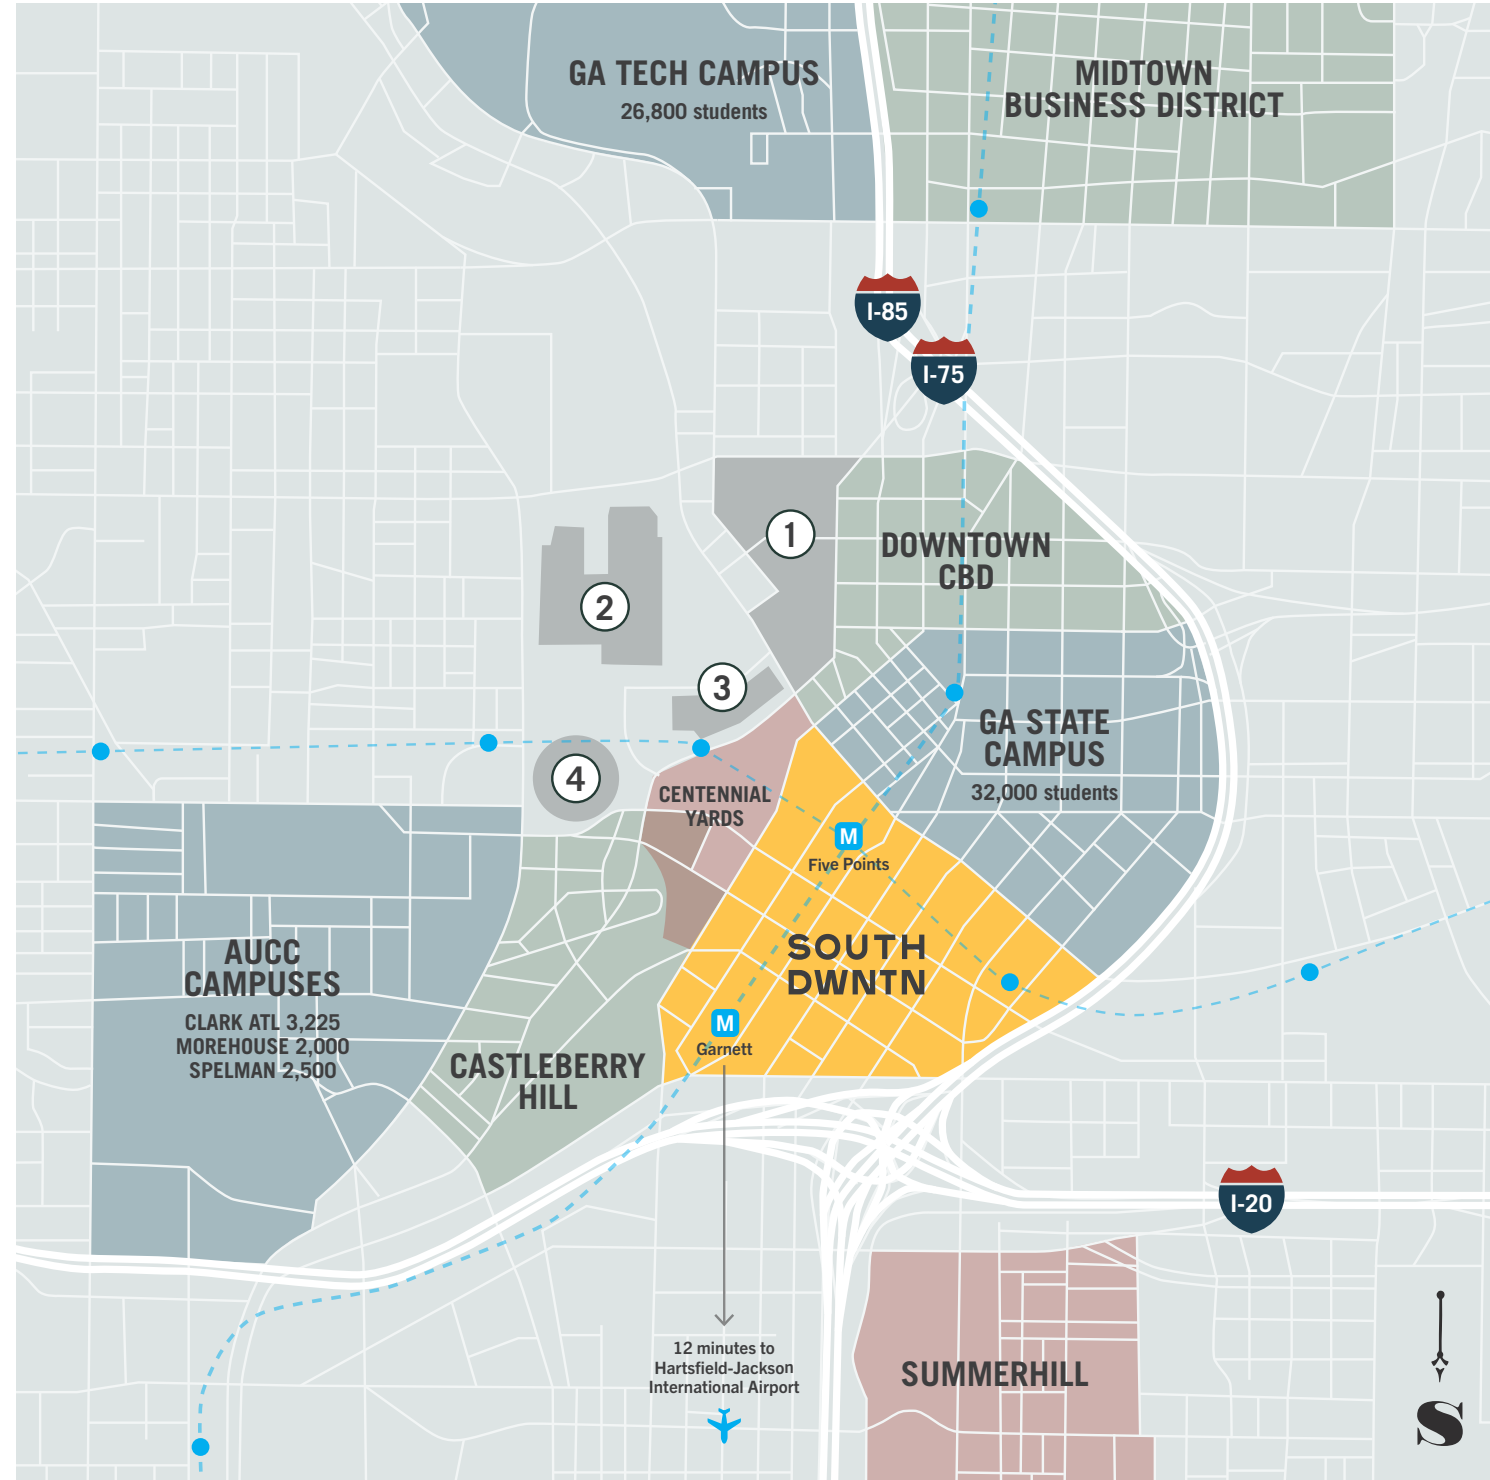 GA TECH CAMPUS
26,800 students
MIDTOWN
BUSINESS DISTRICT
I-85
I-75
1
DOWNTOWN
CBD
2
3
GA STATE
CAMPUS
32,000 students
4
CENTENNIAL
YARDS
M
Five Points
AUCC
CAMPUSES
CLARK ATL 3,225
MOREHOUSE 2,000
SPELMAN 2,500
SOUTH
DWNTN
M
Garnett
CASTLEBERRY
HILL
I-20
12 minutes to
Hartsfield-Jackson
International Airport
SUMMERHILL
S